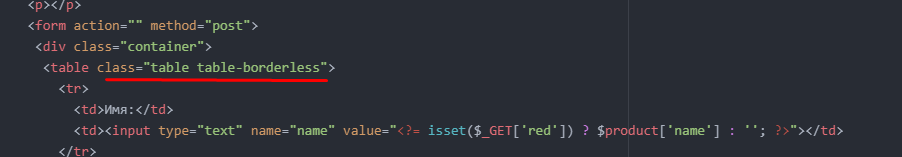 <p></p>
<form action="" method="post">
<div class="container">
<table class="table table-borderless">
<tr>
<td>Имя:</td>
<td><input type="text" name="name" value="<?= isset($_GET['red']) ? $product['name'] : ''; ?>"></td>
</tr>